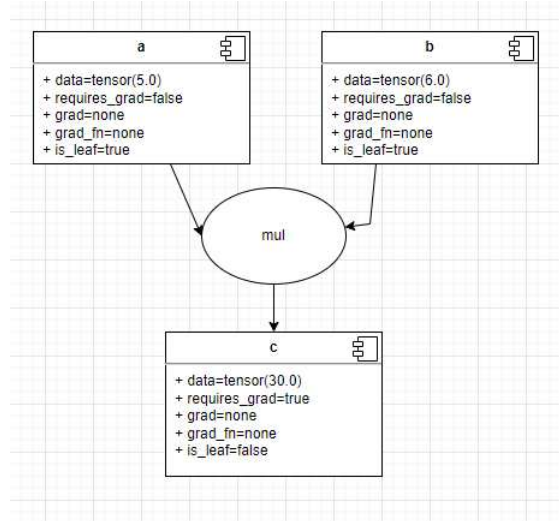 a
+ data=tensor(5.0)
+ requires_grad=false
+ grad=none
+ grad_fn=none
+ is_leaf=true
b
+ data=tensor(6.0)
+ requires_grad=false
+ grad=none
+ grad_fn=none
+ is_leaf=true
mul
c
+ data=tensor(30.0)
+ requires_grad=true
+ grad=none
+ grad_fn=none
+ is_leaf=false